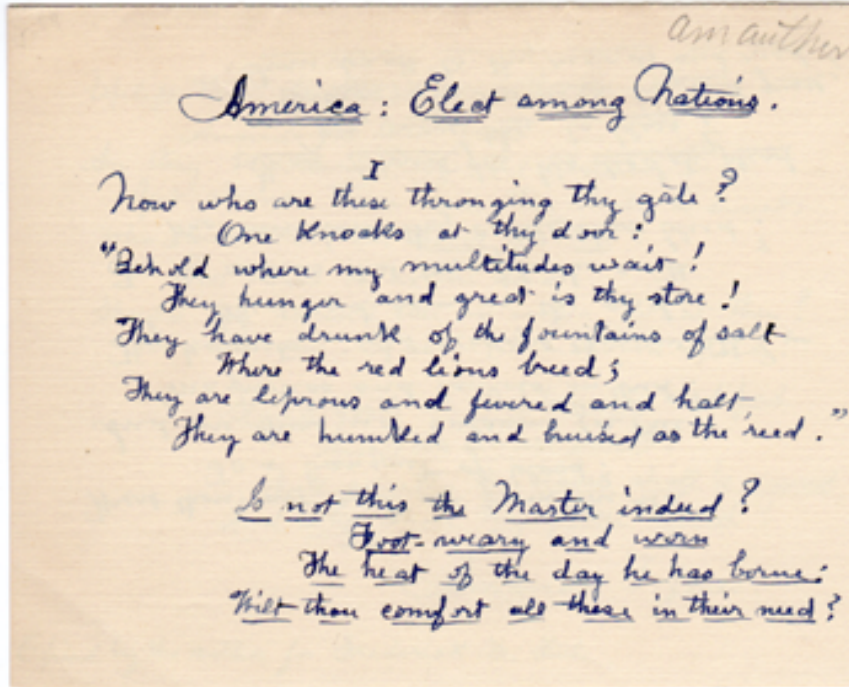 Am author
America: Elect among Nations.
I
Now who are these thronging thy gate?
One knocks at thy door:
"Behold where my multitudes wait!
They hunger and great is thy store!
They have drunk of the fountains of salt
Where the red lions breed;
They are leprous and fevered and halt,
They are humbled and bruised as the reed."
Is not this the Master indeed?
Foot-weary and worn
The heat of the day he has borne:
Wilt thou comfort all these in their need?